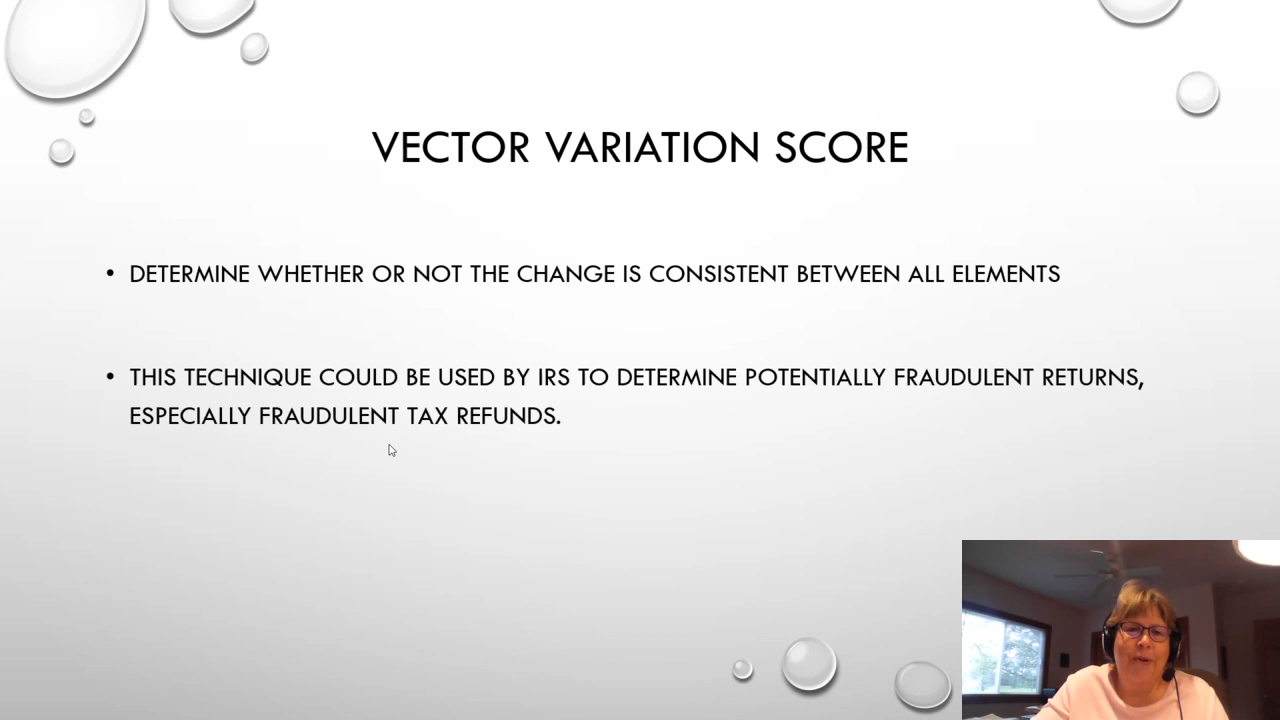 VECTOR VARIATION SCORE
• DETERMINE WHETHER OR NOT THE CHANGE IS CONSISTENT BETWEEN ALL ELEMENTS
• THIS TECHNIQUE COULD BE USED BY IRS TO DETERMINE POTENTIALLY FRAUDULENT RETURNS,
ESPECIALLY FRAUDULENT TAX REFUNDS.